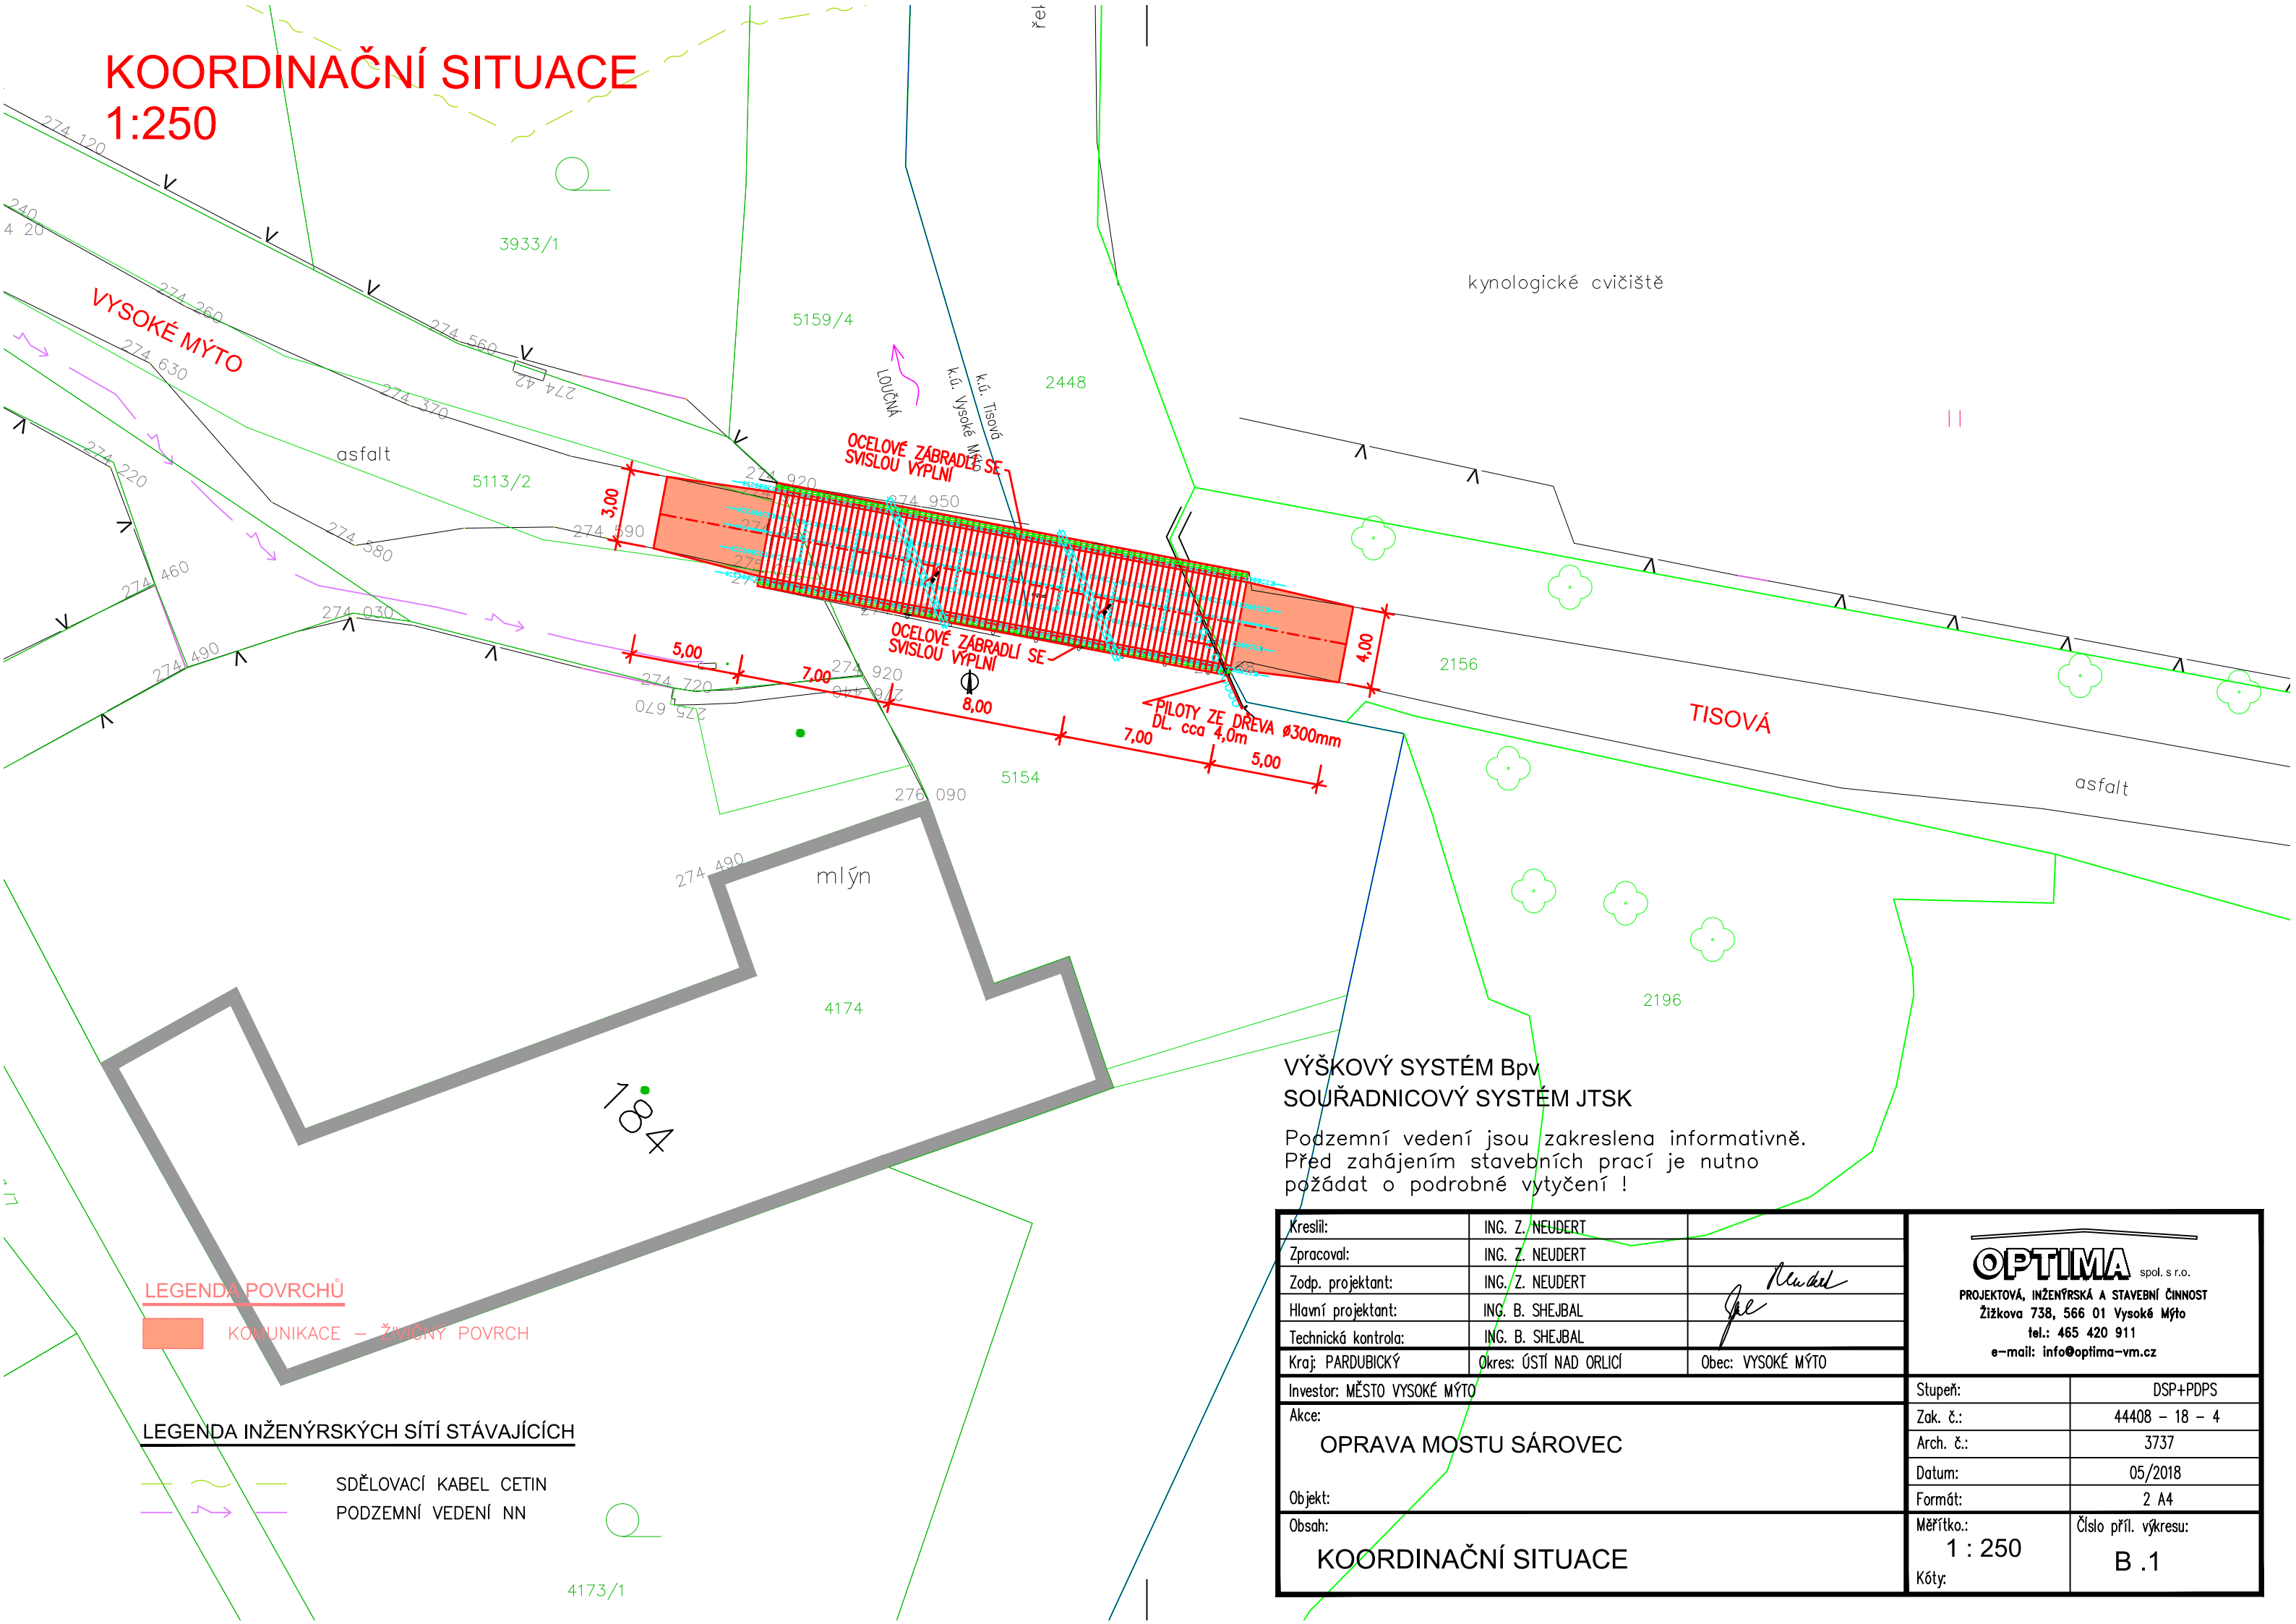 KOORDINAČNÍ SITUACE
1:250
274 120
240
4 20
VYSOKÉ MÝTO
274 260
274 630
274 560
274 42
274 370
asfalt
274 220
5113/2
274 580
274 590
274 460
274 030
274 490
3933/1
5159/4
LOUČNÁ
k.ú. Vysoké Mýto
k.ú. Tisová
2448
kynologické cvičiště
OCELOVÉ ZÁBRADLÍ SE
SVISLOU VÝPLNÍ
274 920
274 950
3,00
OCELOVÉ ZÁBRADLÍ SE
SVISLOU VÝPLNÍ
5,00
7,00
8,00
7,00
5,00
4,00
274 720
275 670
274 920
276 440
PILOTY ZE DŘEVA ø300mm
DL. cca 4,0m
2156
TISOVÁ
asfalt
5154
276 090
274 490
mlýn
4174
184
2196
4173/1
VÝŠKOVÝ SYSTÉM Bpv
SOUŘADNICOVÝ SYSTÉM JTSK
Podzemní vedení jsou zakreslena informativně.
Před zahájením stavebních prací je nutno
požádat o podrobné vytyčení !
LEGENDA POVRCHŮ
KOMUNIKACE – ŽIVIČNÝ POVRCH
LEGENDA INŽENÝRSKÝCH SÍTÍ STÁVAJÍCÍCH
SDĚLOVACÍ KABEL CETIN
PODZEMNÍ VEDENÍ NN
Kreslil: ING. Z. NEUDERT
Zpracoval: ING. Z. NEUDERT
Zodp. projektant: ING. Z. NEUDERT
Hlavní projektant: ING. B. SHEJBAL
Technická kontrola: ING. B. SHEJBAL
Kraj: PARDUBICKÝ Okres: ÚSTÍ NAD ORLICÍ Obec: VYSOKÉ MÝTO
Investor: MĚSTO VYSOKÉ MÝTO
Akce:
OPRAVA MOSTU SÁROVEC
Objekt:
Obsah:
KOORDINAČNÍ SITUACE
OPTIMA spol. s r.o.
PROJEKTOVÁ, INŽENÝRSKÁ A STAVEBNÍ ČINNOST
Žižkova 738, 566 01 Vysoké Mýto
tel.: 465 420 911
e-mail: info@optima-vm.cz
Stupeň: DSP+PDPS
Zak. č.: 44408 - 18 - 4
Arch. č.: 3737
Datum: 05/2018
Formát: 2 A4
Měřítko.: 1 : 250
Číslo příl. výkresu: B .1
Kóty: